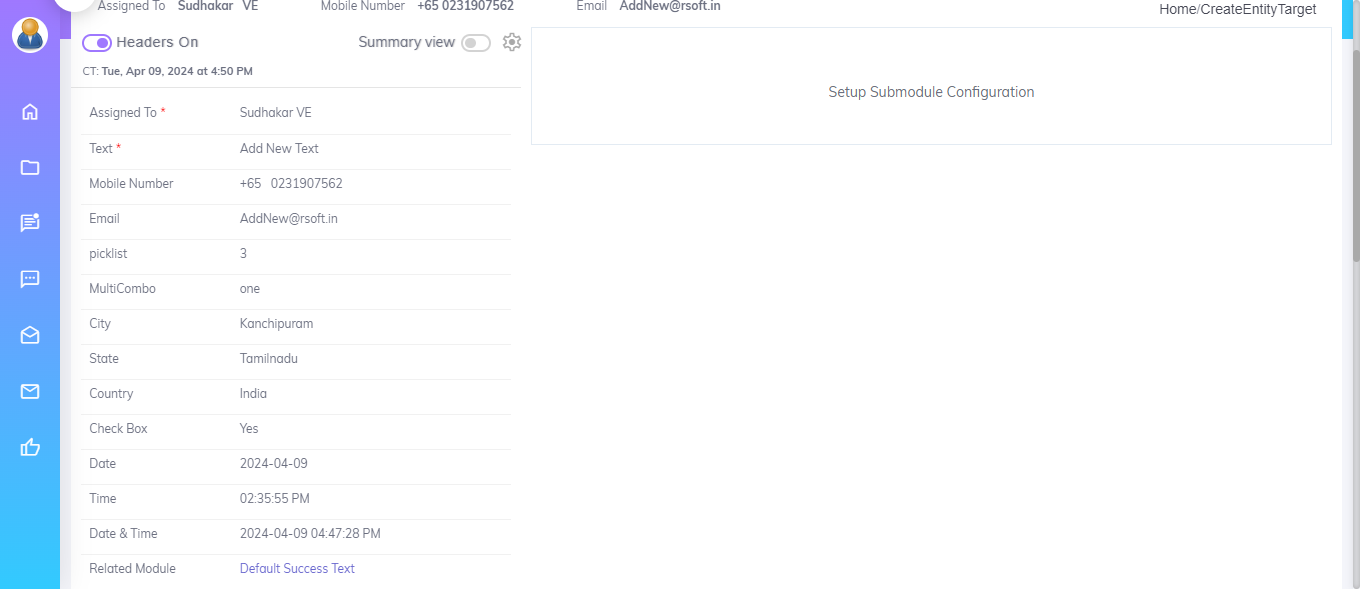 Assigned To Sudhakar VE Mobile Number +65 0231907562 Email AddNew@rsoft.in
Home/CreateEntityTarget
Headers On Summary view
CT: Tue, Apr 09, 2024 at 4:50 PM
Setup Submodule Configuration
Assigned To * Sudhakar VE
Text * Add New Text
Mobile Number +65 0231907562
Email AddNew@rsoft.in
picklist 3
MultiCombo one
City Kanchipuram
State Tamilnadu
Country India
Check Box Yes
Date 2024-04-09
Time 02:35:55 PM
Date & Time 2024-04-09 04:47:28 PM
Related Module Default Success Text